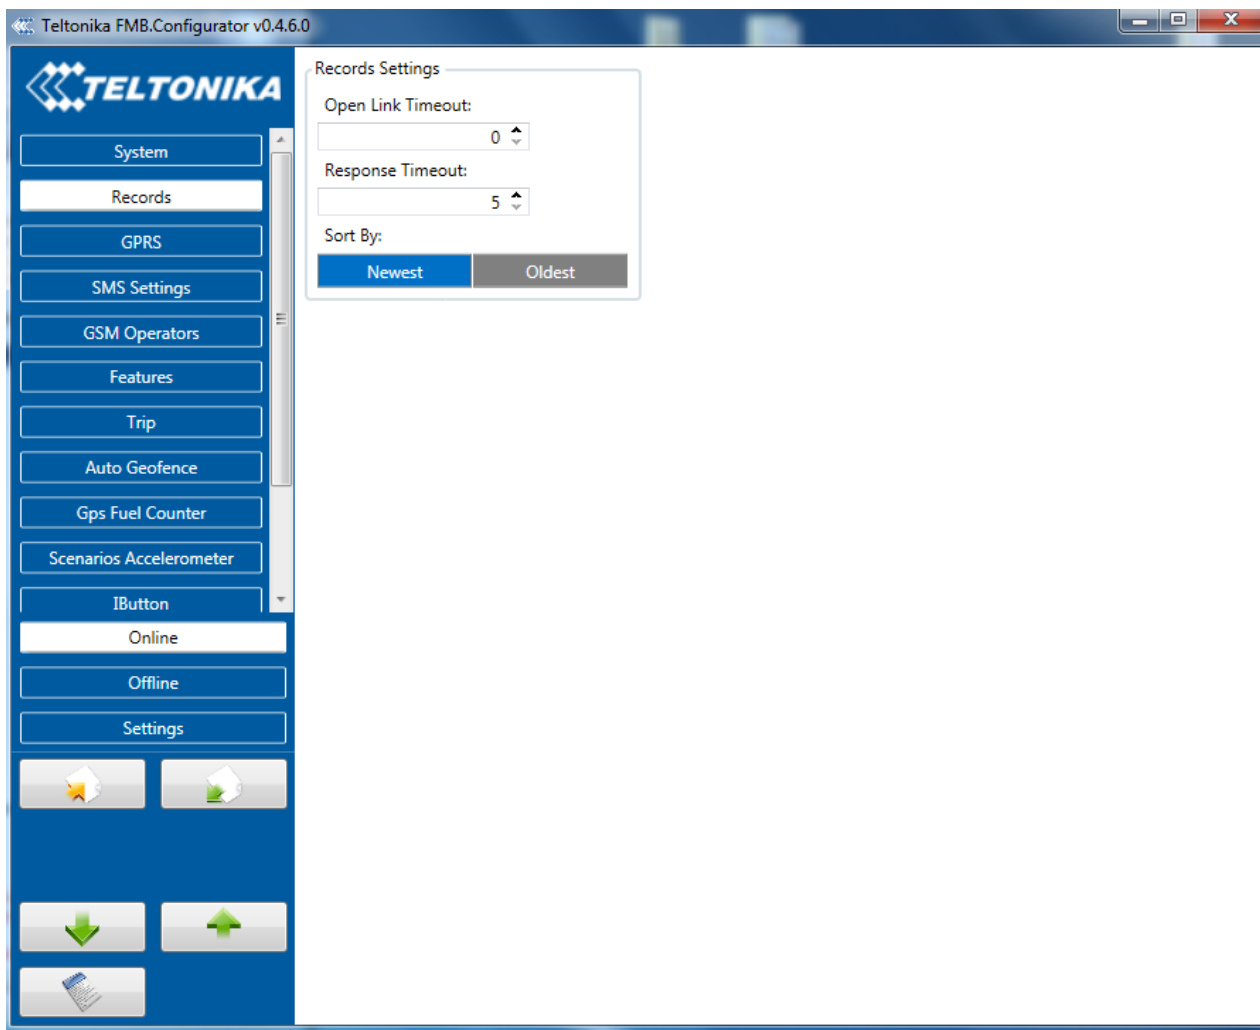 Teltonika FMB.Configurator v0.4.6.0
TELTONIKA
System
Records
GPRS
SMS Settings
GSM Operators
Features
Trip
Auto Geofence
Gps Fuel Counter
Scenarios Accelerometer
IButton
Online
Offline
Settings
Records Settings
Open Link Timeout:
0
Response Timeout:
5
Sort By:
Newest Oldest